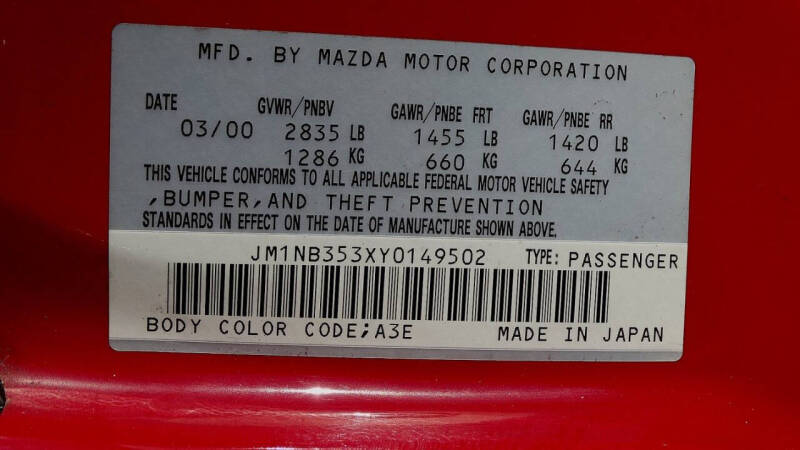 MFD. BY MAZDA MOTOR CORPORATION
DATE GVWR/PNBV GAWR/PNBE FRT GAWR/PNBE RR
03/00 2835 LB 1455 LB 1420 LB
1286 KG 660 KG 644 KG
THIS VEHICLE CONFORMS TO ALL APPLICABLE FEDERAL MOTOR VEHICLE SAFETY
,BUMPER,AND THEFT PREVENTION
STANDARDS IN EFFECT ON THE DATE OF MANUFACTURE SHOWN ABOVE.
JM1NB353XY0149502 TYPE: PASSENGER
BODY COLOR CODE;A3E MADE IN JAPAN